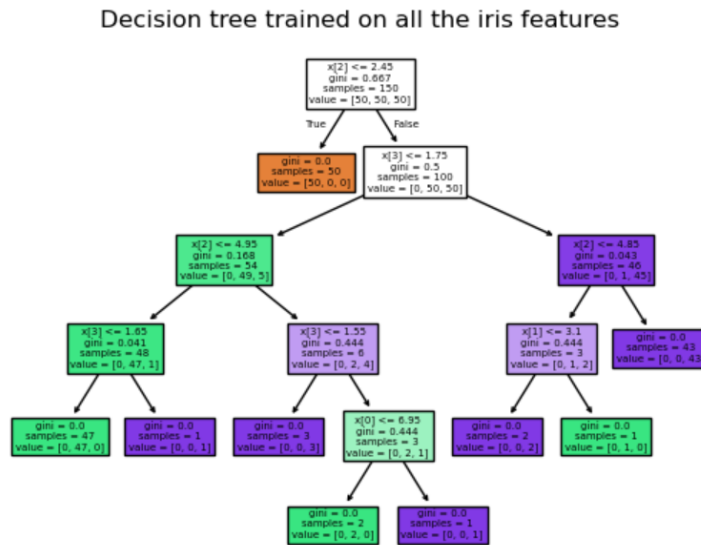 Decision tree trained on all the iris features
x[2] <= 2.45
gini = 0.667
samples = 150
value = [50, 50, 50]
True
False
gini = 0.0
samples = 50
value = [50, 0, 0]
x[3] <= 1.75
gini = 0.5
samples = 100
value = [0, 50, 50]
x[2] <= 4.95
gini = 0.168
samples = 54
value = [0, 49, 5]
x[2] <= 4.85
gini = 0.043
samples = 46
value = [0, 1, 45]
x[3] <= 1.65
gini = 0.041
samples = 48
value = [0, 47, 1]
x[3] <= 1.55
gini = 0.444
samples = 6
value = [0, 2, 4]
x[1] <= 3.1
gini = 0.444
samples = 3
value = [0, 1, 2]
gini = 0.0
samples = 43
value = [0, 0, 43
gini = 0.0
samples = 47
value = [0, 47, 0]
gini = 0.0
samples = 1
value = [0, 0, 1]
gini = 0.0
samples = 3
value = [0, 0, 3]
x[0] <= 6.95
gini = 0.444
samples = 3
value = [0, 2, 1]
gini = 0.0
samples = 2
value = [0, 0, 2]
gini = 0.0
samples = 1
value = [0, 1, 0]
gini = 0.0
samples = 2
value = [0, 2, 0]
gini = 0.0
samples = 1
value = [0, 0, 1]